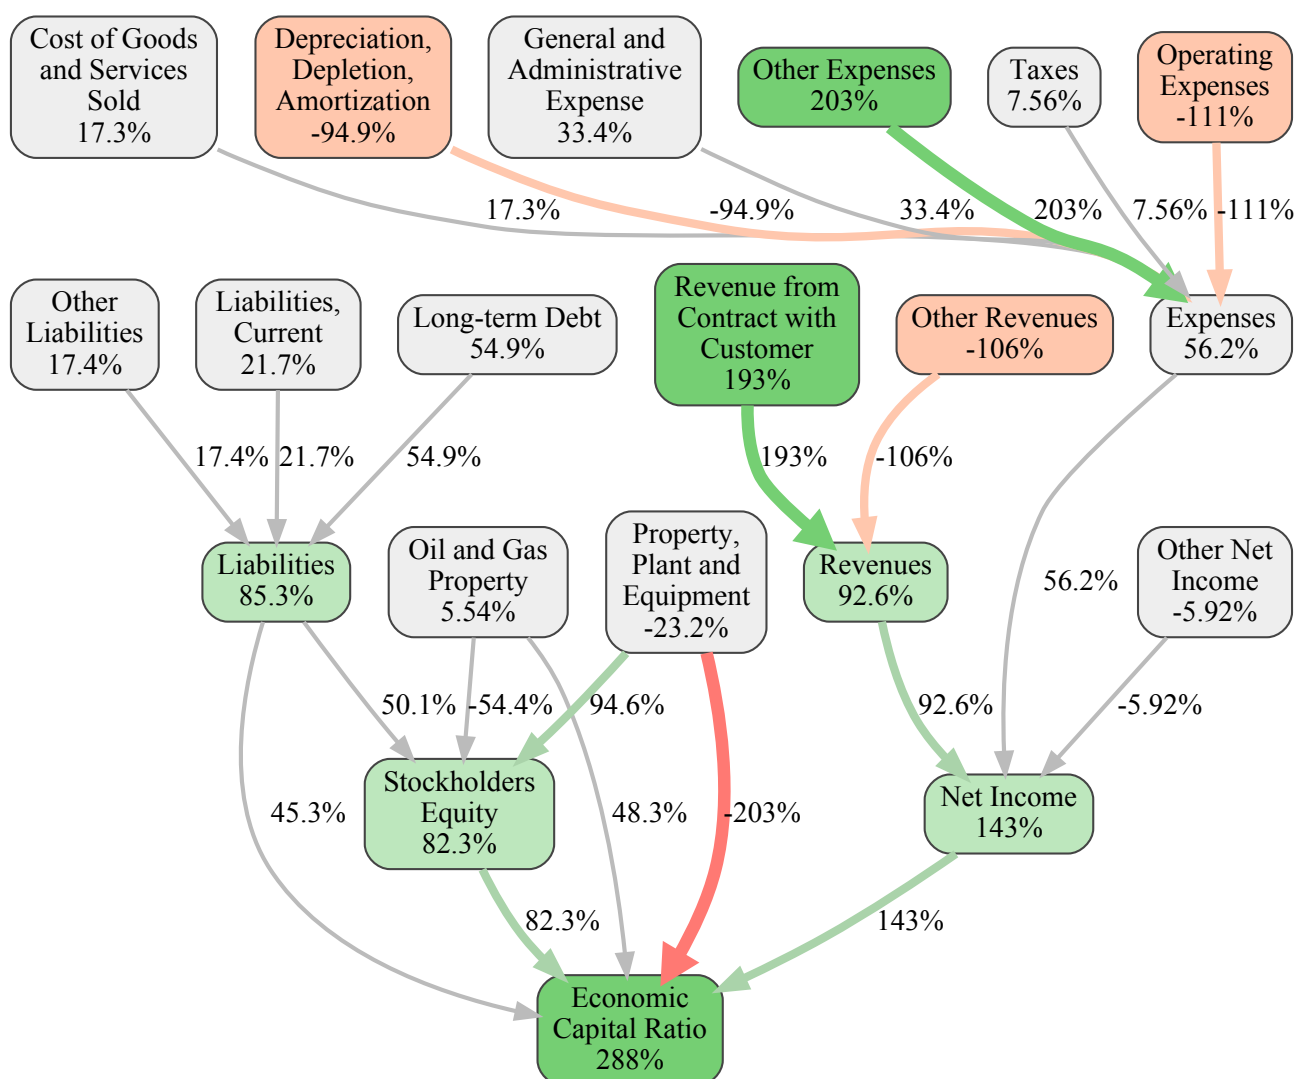 Cost of Goods
and Services
Sold
17.3%
Depreciation,
Depletion,
Amortization
-94.9%
General and
Administrative
Expense
33.4%
Other Expenses
203%
Taxes
7.56%
Operating
Expenses
-111%
17.3%
-94.9%
33.4%
203%
7.56%
-111%
Other
Liabilities
17.4%
Liabilities,
Current
21.7%
Long-term Debt
54.9%
Revenue from
Contract with
Customer
193%
Other Revenues
-106%
Expenses
56.2%
17.4%
21.7%
54.9%
193%
-106%
Liabilities
85.3%
Oil and Gas
Property
5.54%
Property,
Plant and
Equipment
-23.2%
Revenues
92.6%
56.2%
Other Net
Income
-5.92%
50.1%
-54.4%
94.6%
92.6%
-5.92%
Stockholders
Equity
82.3%
Net Income
143%
45.3%
48.3%
-203%
82.3%
143%
Economic
Capital Ratio
288%